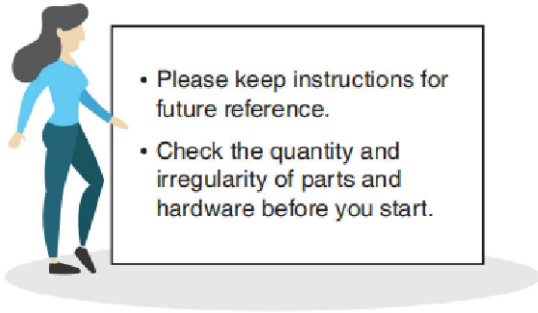 • Please keep instructions for
future reference.
• Check the quantity and
irregularity of parts and
hardware before you start.